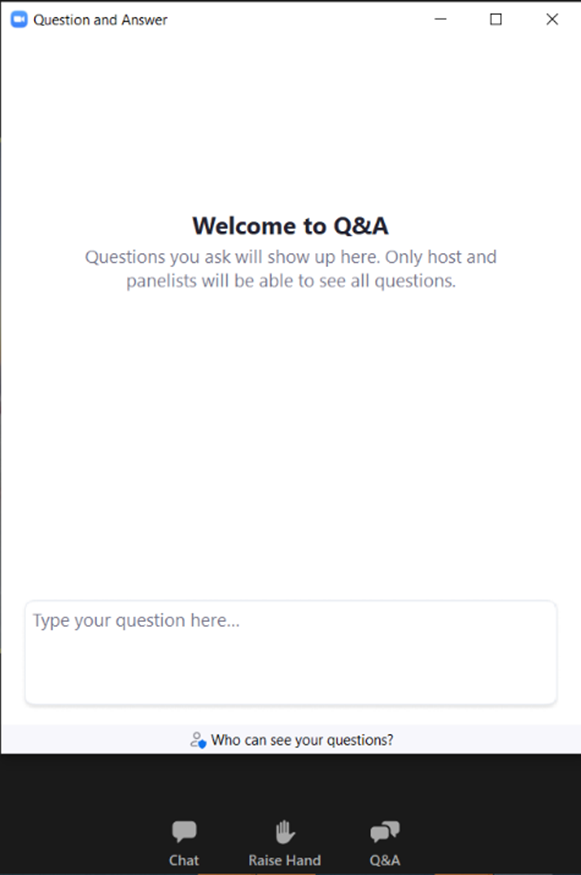 Question and Answer
Welcome to Q&A
Questions you ask will show up here. Only host and
panelists will be able to see all questions.
Type your question here...
Who can see your questions?
Chat
Raise Hand
Q&A